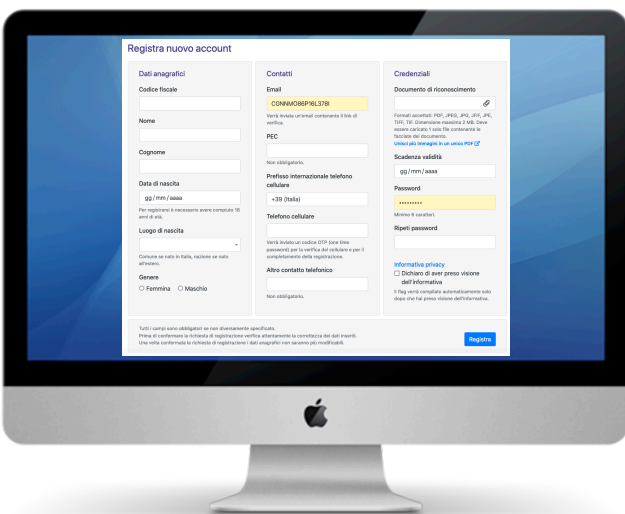 Registra nuovo account
Dati anagrafici
Codice fiscale
Nome
Cognome
Data di nascita
gg/mm/aaaa
Per registrarsi è necessario avere compiuto 18
anni di età.
Luogo di nascita
Comune se nato in Italia, nazione se nato
all'estero.
Genere
Femmina Maschio
Contatti
Email
CGNNMO86P16L378I
Verrà inviata un'email contenente il link di
verifica.
PEC
Non obbligatorio.
Prefisso internazionale telefono
cellulare
+39 (Italia)
Telefono cellulare
Verrà inviato un codice OTP (one time
password) per la verifica del cellulare e per il
completamento della registrazione.
Altro contatto telefonico
Non obbligatorio.
Credenziali
Documento di riconoscimento
Formati accettati: PDF, JPEG, JPG, JFIF, JPE,
TIFF, TIF. Dimensione massima 2 MB. Deve
essere caricato 1 solo file contenente le
facciate del documento.
Unisci più immagini in un unico PDF
Scadenza validità
gg/mm/aaaa
Password
•••••••••
Minimo 8 caratteri.
Ripeti password
Informativa privacy
Dichiaro di aver preso visione
dell'informativa
Il flag verrà compilato automaticamente solo
dopo che hai preso visione dell'informativa.
Tutti i campi sono obbligatori se non diversamente specificato.
Prima di confermare la richiesta di registrazione verifica attentamente la correttezza dei dati inseriti.
Una volta confermata la richiesta di registrazione i dati anagrafici non saranno più modificabili.
Registra